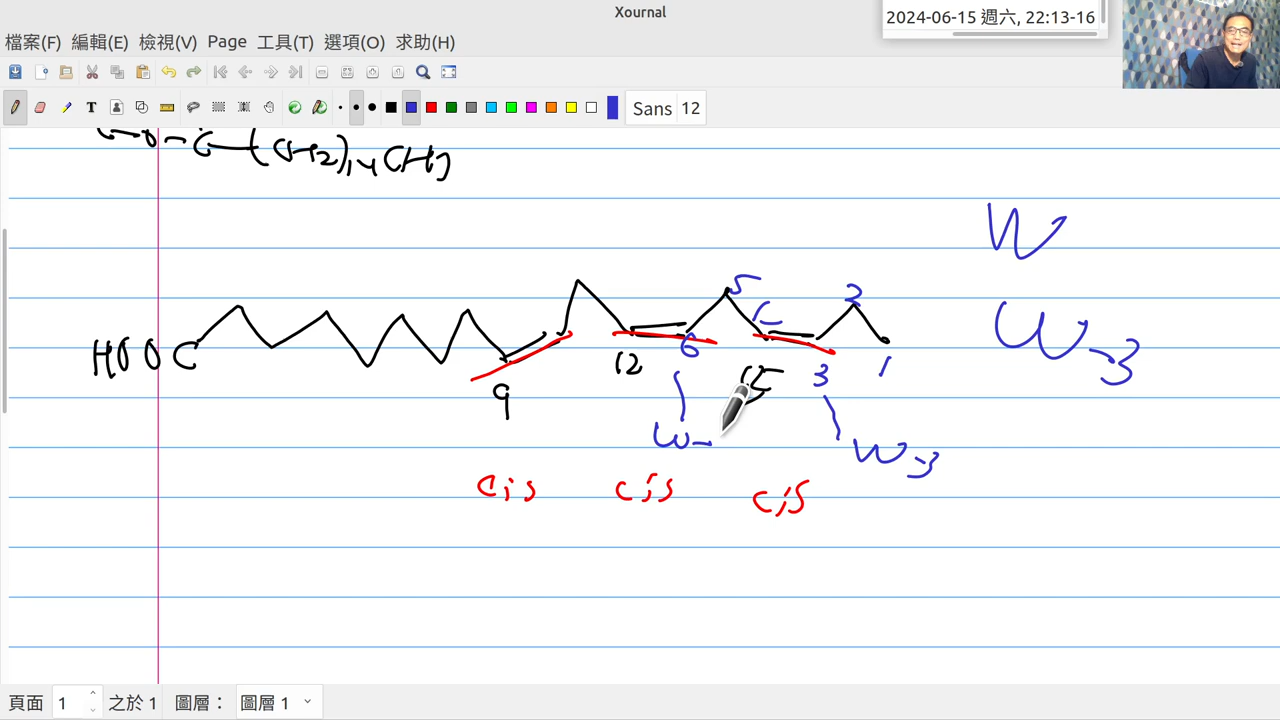 Xournal
2024-06-15 週六, 22:13-16
檔案(F) 編輯(E) 檢視(V) Page 工具(T) 選項(O) 求助(H)
T Sans 12
(CH2)14CH3
W
W-3
HOOC
5 2
6 3 1
9 12 15
W- W-3
cis cis cis
頁面 1 之於 1 圖層： 圖層 1